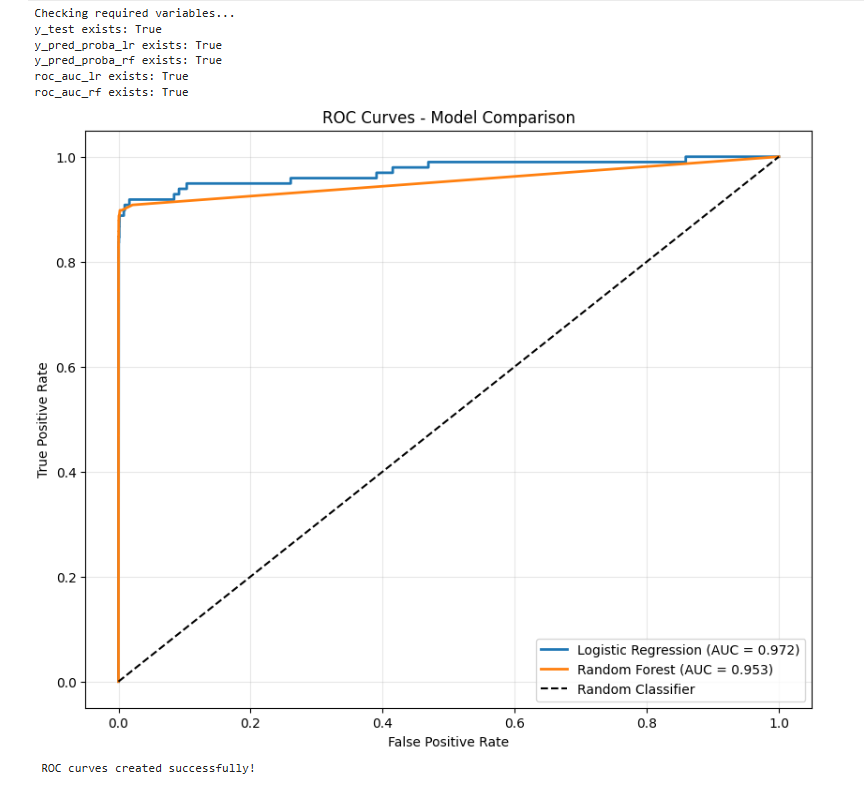 Checking required variables...
y_test exists: True
y_pred_proba_lr exists: True
y_pred_proba_rf exists: True
roc_auc_lr exists: True
roc_auc_rf exists: True
ROC Curves - Model Comparison
1.0
0.8
0.6
0.4
0.2
0.0
True Positive Rate
Logistic Regression (AUC = 0.972)
Random Forest (AUC = 0.953)
Random Classifier
0.0 0.2 0.4 0.6 0.8 1.0
False Positive Rate
ROC curves created successfully!